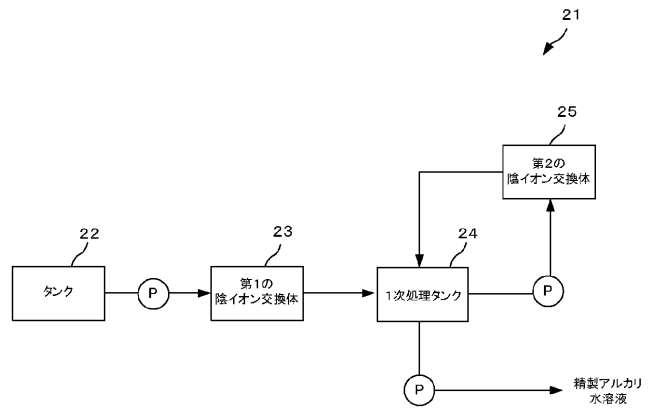 21
25
第2の
陰イオン交換体
22
23
24
タンク
P
第1の
陰イオン交換体
1次処理タンク
P
P
精製アルカリ
水溶液